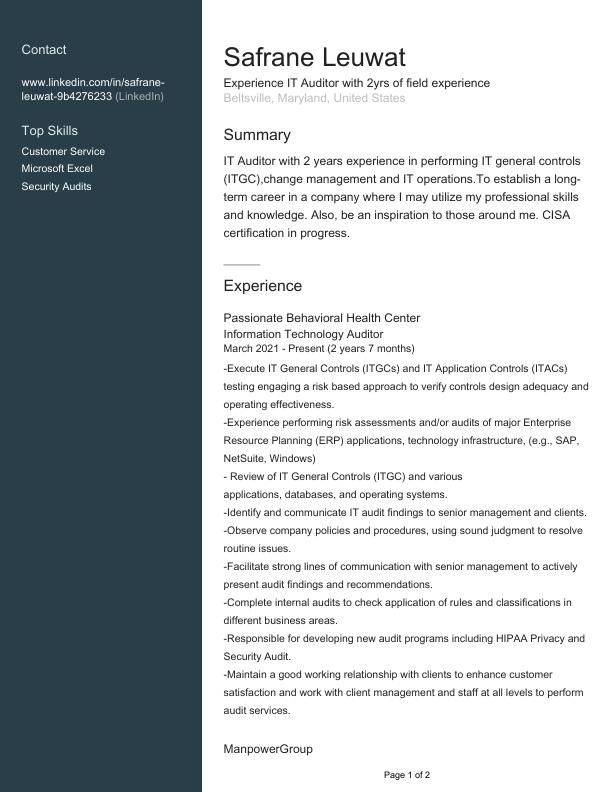 Contact
www.linkedin.com/in/safrane-
leuwat-9b4276233 (LinkedIn)
Top Skills
Customer Service
Microsoft Excel
Security Audits
Safrane Leuwat
Experience IT Auditor with 2yrs of field experience
Beltsville, Maryland, United States
Summary
IT Auditor with 2 years experience in performing IT general controls
(ITGC),change management and IT operations.To establish a long-
term career in a company where I may utilize my professional skills
and knowledge. Also, be an inspiration to those around me. CISA
certification in progress.
Experience
Passionate Behavioral Health Center
Information Technology Auditor
March 2021 - Present (2 years 7 months)
-Execute IT General Controls (ITGCs) and IT Application Controls (ITACs)
testing engaging a risk based approach to verify controls design adequacy and
operating effectiveness.
-Experience performing risk assessments and/or audits of major Enterprise
Resource Planning (ERP) applications, technology infrastructure, (e.g., SAP,
NetSuite, Windows)
- Review of IT General Controls (ITGC) and various
applications, databases, and operating systems.
-Identify and communicate IT audit findings to senior management and clients.
-Observe company policies and procedures, using sound judgment to resolve
routine issues.
-Facilitate strong lines of communication with senior management to actively
present audit findings and recommendations.
-Complete internal audits to check application of rules and classifications in
different business areas.
-Responsible for developing new audit programs including HIPAA Privacy and
Security Audit.
-Maintain a good working relationship with clients to enhance customer
satisfaction and work with client management and staff at all levels to perform
audit services.
ManpowerGroup
Page 1 of 2